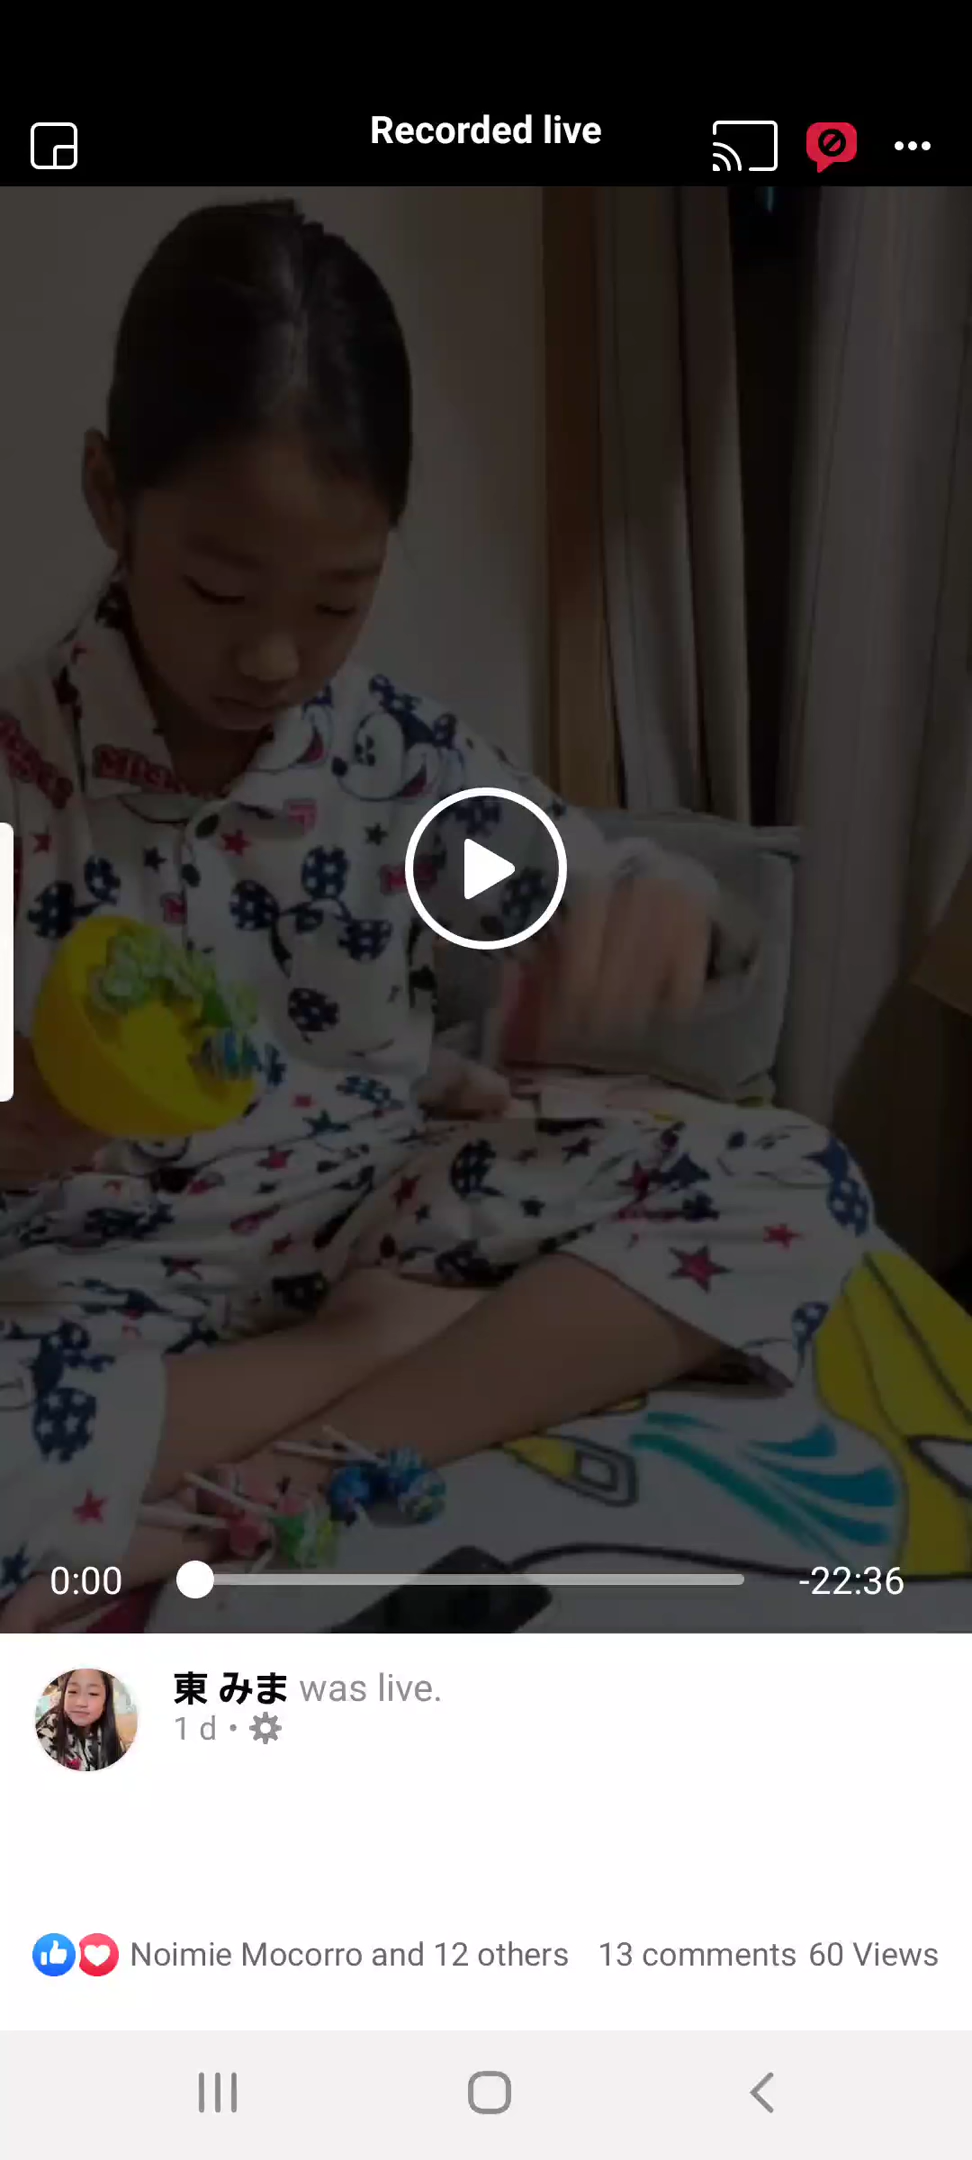 Recorded live
0:00
-22:36
東 みま was live.
1 d
Noimie Mocorro and 12 others 13 comments 60 Views